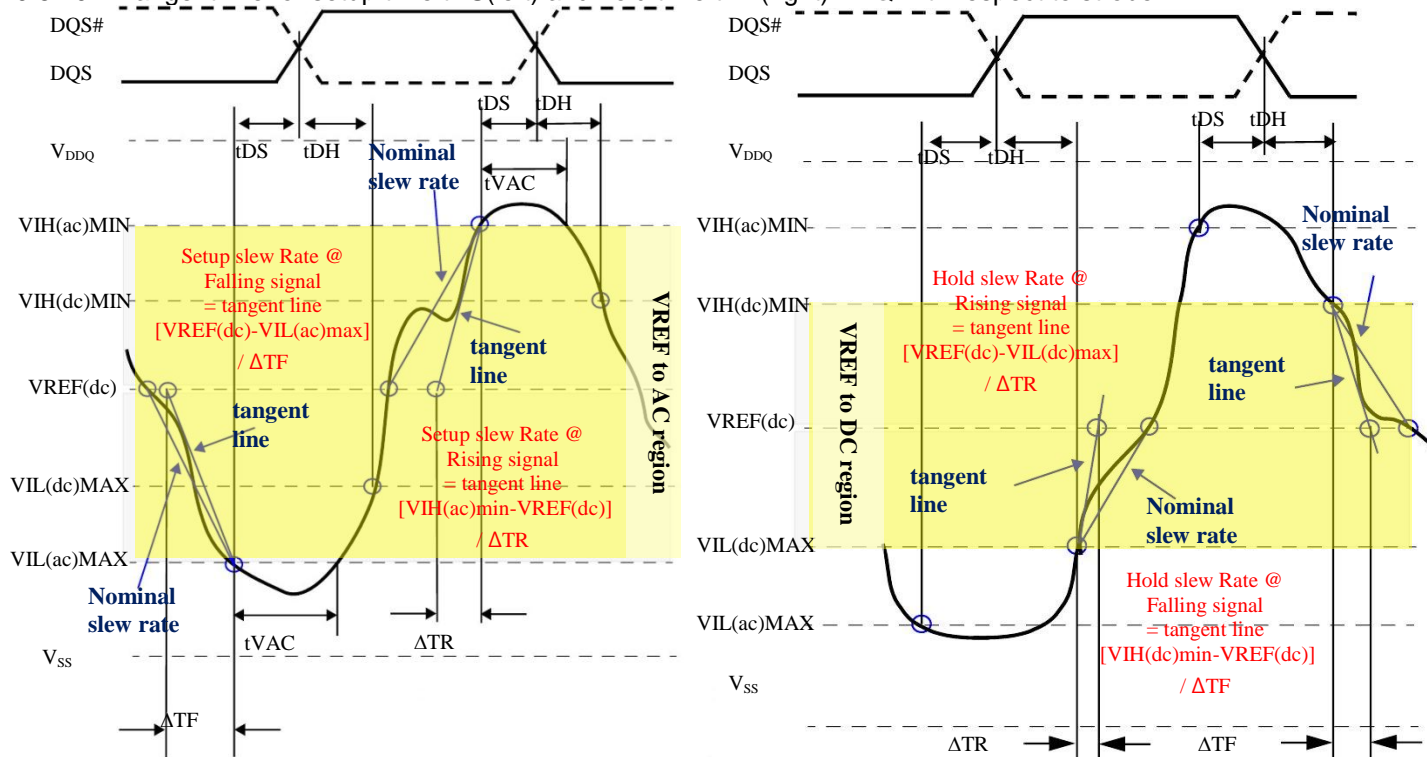 DQS#
DQS
tDS
tDH
tDS
tDH
VDDQ
Nominal
slew rate
tVAC
VIH(ac)MIN
Setup slew Rate @
Falling signal
= tangent line
[VREF(dc)-VIL(ac)max]
/ ΔTF
VIH(dc)MIN
tangent
line
VREF to AC region
VREF(dc)
tangent
line
Setup slew Rate @
Rising signal
= tangent line
[VIH(ac)min-VREF(dc)]
/ ΔTR
VIL(dc)MAX
VIL(ac)MAX
Nominal
slew rate
tVAC
ΔTR
VSS
ΔTF
DQS#
DQS
tDS
tDH
tDS
tDH
VDDQ
VIH(ac)MIN
Nominal
slew rate
Hold slew Rate @
Rising signal
= tangent line
[VREF(dc)-VIL(dc)max]
/ ΔTR
VIH(dc)MIN
tangent
line
VREF to DC region
VREF(dc)
tangent
line
Nominal
slew rate
VIL(dc)MAX
Hold slew Rate @
Falling signal
= tangent line
[VIH(dc)min-VREF(dc)]
/ ΔTF
VIL(ac)MAX
VSS
ΔTR
ΔTF